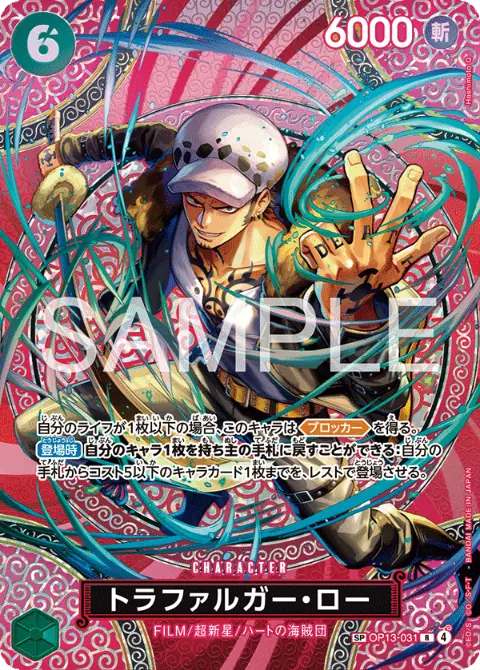 6
6000
斬
Hashimoto Q
DEATH
SAMPLE
自分のライフが1枚以下の場合、このキャラは ブロッカー を得る。
登場時 自分のキャラ1枚を持ち主の手札に戻すことができる:自分の
手札からコスト5以下のキャラカード1枚までを、レストで登場させる。
CHARACTER
トラファルガー・ロー
FILM/超新星/ハートの海賊団
SP OP13-031 R 4
©E.O./S.,T.A. BANDAI MADE IN JAPAN